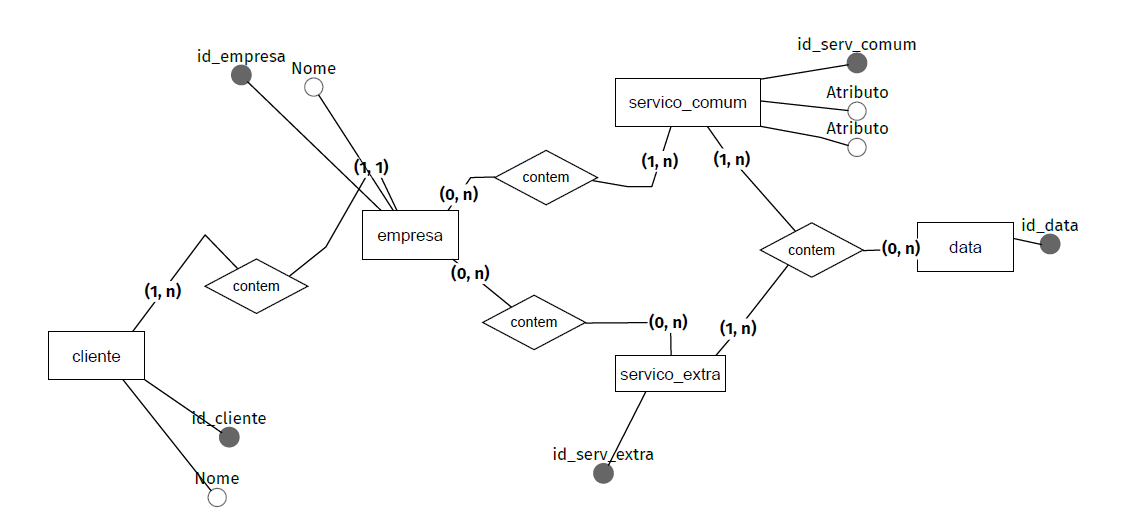 id_serv_comum
id_empresa
Nome
Atributo
servico_comum
Atributo
(1, n)
(1, n)
(1, 1)
contem
(0, n)
id_data
empresa
contem
(0, n)
data
(0, n)
contem
(1, n)
contem
(0, n)
(1, n)
cliente
servico_extra
id_cliente
id_serv_extra
Nome